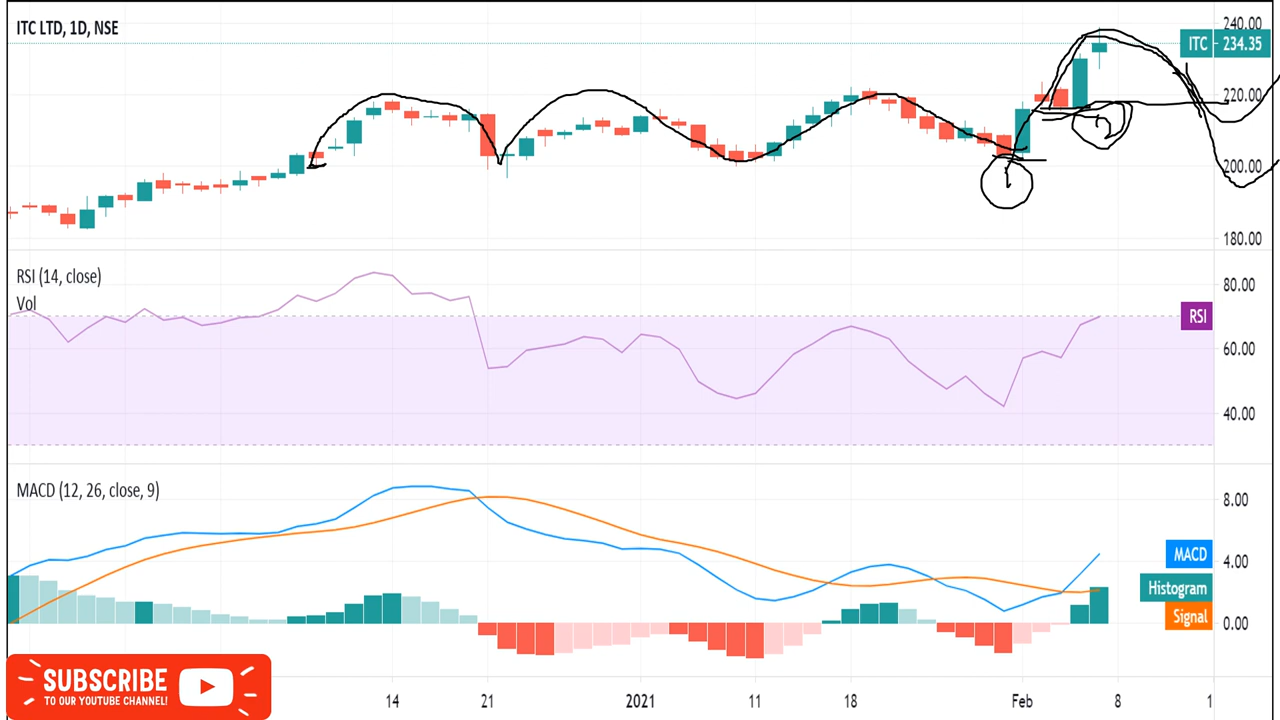 ITC LTD, 1D, NSE
240.00
ITC 234.35
220.00
200.00
180.00
RSI (14, close)
Vol
80.00
RSI
60.00
40.00
MACD (12, 26, close, 9)
8.00
MACD
4.00
Histogram
Signal
0.00
SUBSCRIBE
TO OUR YOUTUBE CHANNEL!
14 21 2021 11 18 Feb 8 1